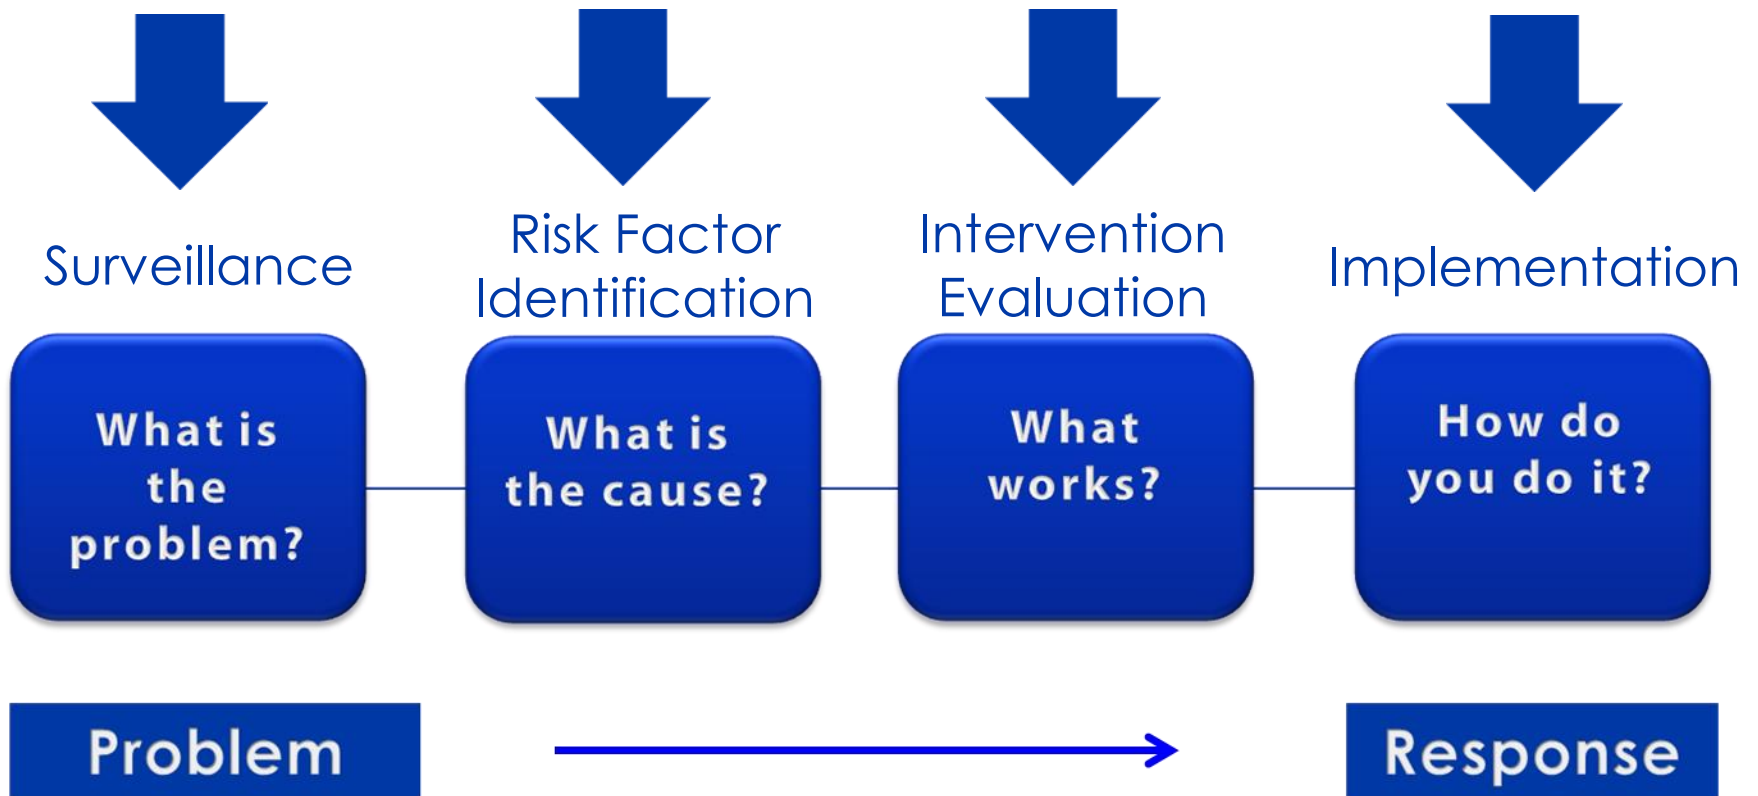 Surveillance
Risk Factor
Identification
Intervention
Evaluation
Implementation
What is
the
problem?
What is
the cause?
What
works?
How do
you do it?
Problem
Response